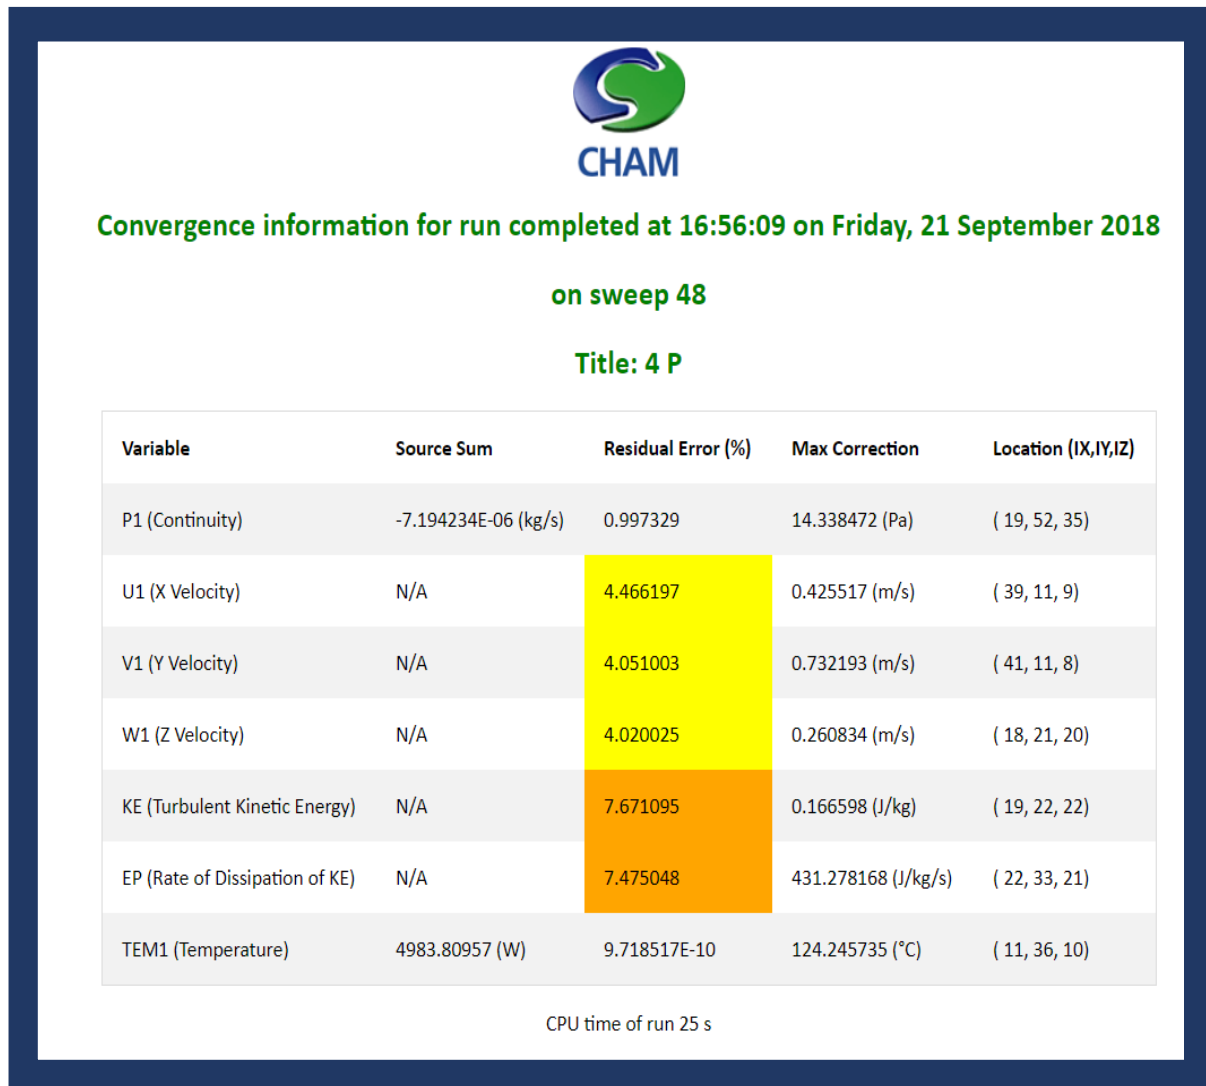 CHAM
Convergence information for run completed at 16:56:09 on Friday, 21 September 2018
on sweep 48
Title: 4 P
Variable Source Sum Residual Error (%) Max Correction Location (IX,IY,IZ)
P1 (Continuity) -7.194234E-06 (kg/s) 0.997329 14.338472 (Pa) ( 19, 52, 35)
U1 (X Velocity) N/A 4.466197 0.425517 (m/s) ( 39, 11, 9)
V1 (Y Velocity) N/A 4.051003 0.732193 (m/s) ( 41, 11, 8)
W1 (Z Velocity) N/A 4.020025 0.260834 (m/s) ( 18, 21, 20)
KE (Turbulent Kinetic Energy) N/A 7.671095 0.166598 (J/kg) ( 19, 22, 22)
EP (Rate of Dissipation of KE) N/A 7.475048 431.278168 (J/kg/s) ( 22, 33, 21)
TEM1 (Temperature) 4983.80957 (W) 9.718517E-10 124.245735 (°C) ( 11, 36, 10)
CPU time of run 25 s